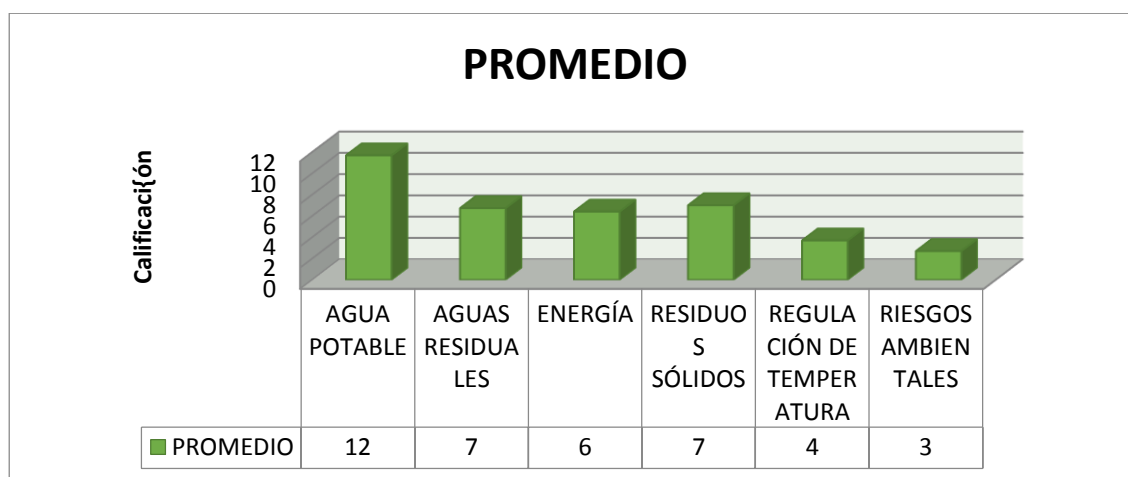 PROMEDIO
Calificaci{ón
12
10
8
6
4
2
0
AGUA
POTABLE
AGUAS
RESIDUA
LES
ENERGÍA
RESIDUO
S
SÓLIDOS
REGULA
CIÓN DE
TEMPER
ATURA
RIESGOS
AMBIEN
TALES
PROMEDIO 12 7 6 7 4 3